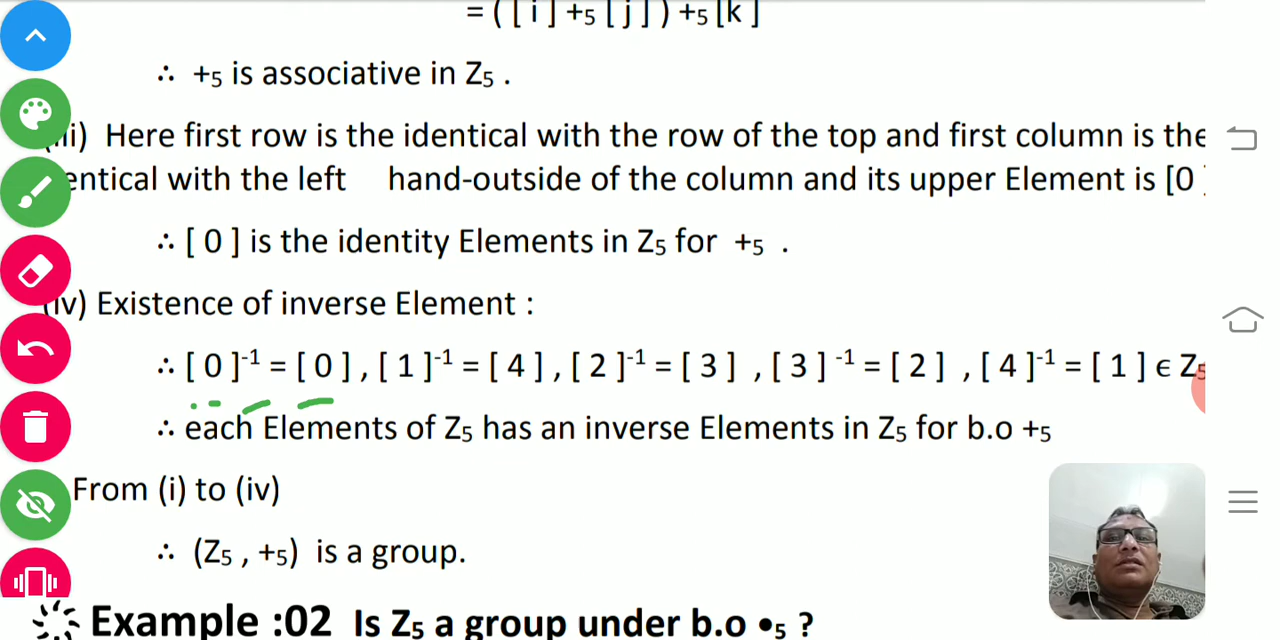 = ( [ i ] +₅ [ j ] ) +₅ [k ]
∴ +₅ is associative in Z₅ .
ii) Here first row is the identical with the row of the top and first column is the
entical with the left hand-outside of the column and its upper Element is [0 ]
∴ [ 0 ] is the identity Elements in Z₅ for +₅ .
(iv) Existence of inverse Element :
∴ [ 0 ]⁻¹ = [ 0 ] , [ 1 ]⁻¹ = [ 4 ] , [ 2 ]⁻¹ = [ 3 ] , [ 3 ] ⁻¹ = [ 2 ] , [ 4 ]⁻¹ = [ 1 ] ϵ Z₅
∴ each Elements of Z₅ has an inverse Elements in Z₅ for b.o +₅
From (i) to (iv)
∴ (Z₅ , +₅) is a group.
Example :02 Is Z₅ a group under b.o •₅ ?